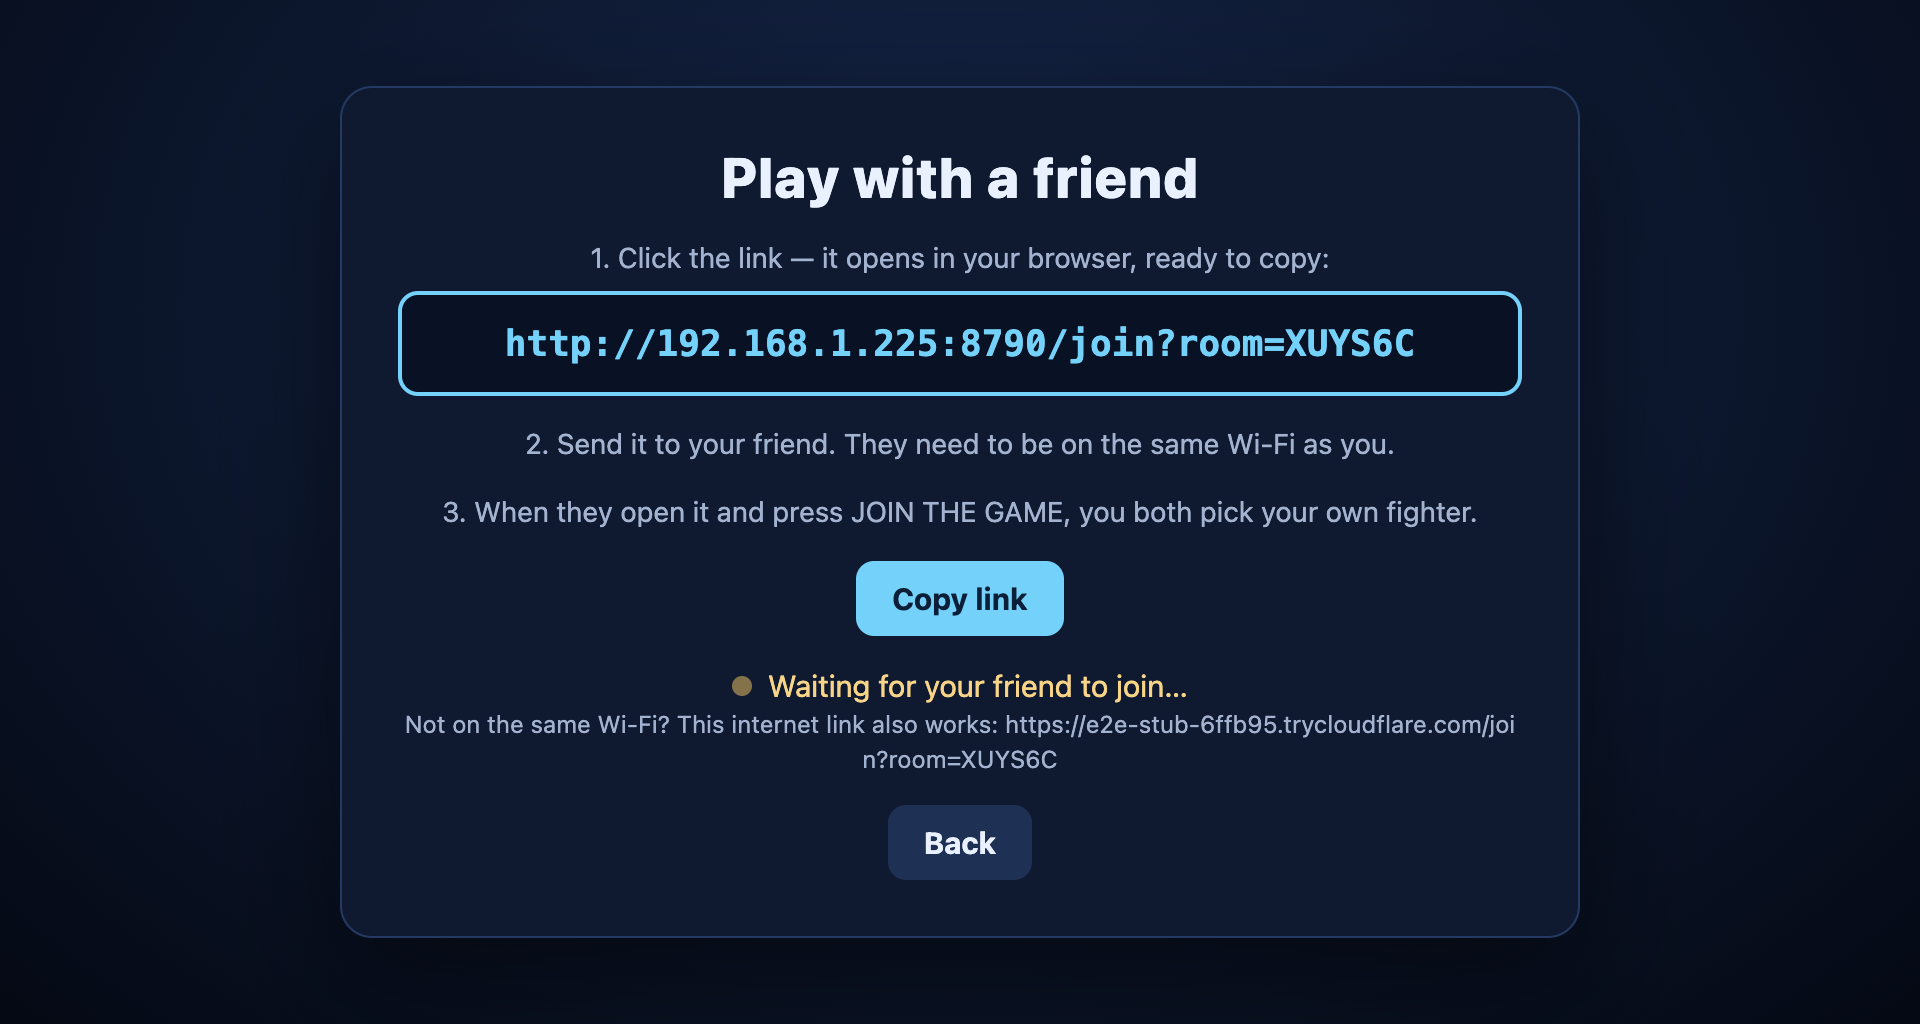 Play with a friend
1. Click the link — it opens in your browser, ready to copy:
http://192.168.1.225:8790/join?room=XUYS6C
2. Send it to your friend. They need to be on the same Wi-Fi as you.
3. When they open it and press JOIN THE GAME, you both pick your own fighter.
Copy link
Waiting for your friend to join...
Not on the same Wi-Fi? This internet link also works: https://e2e-stub-6ffb95.trycloudflare.com/joi
n?room=XUYS6C
Back